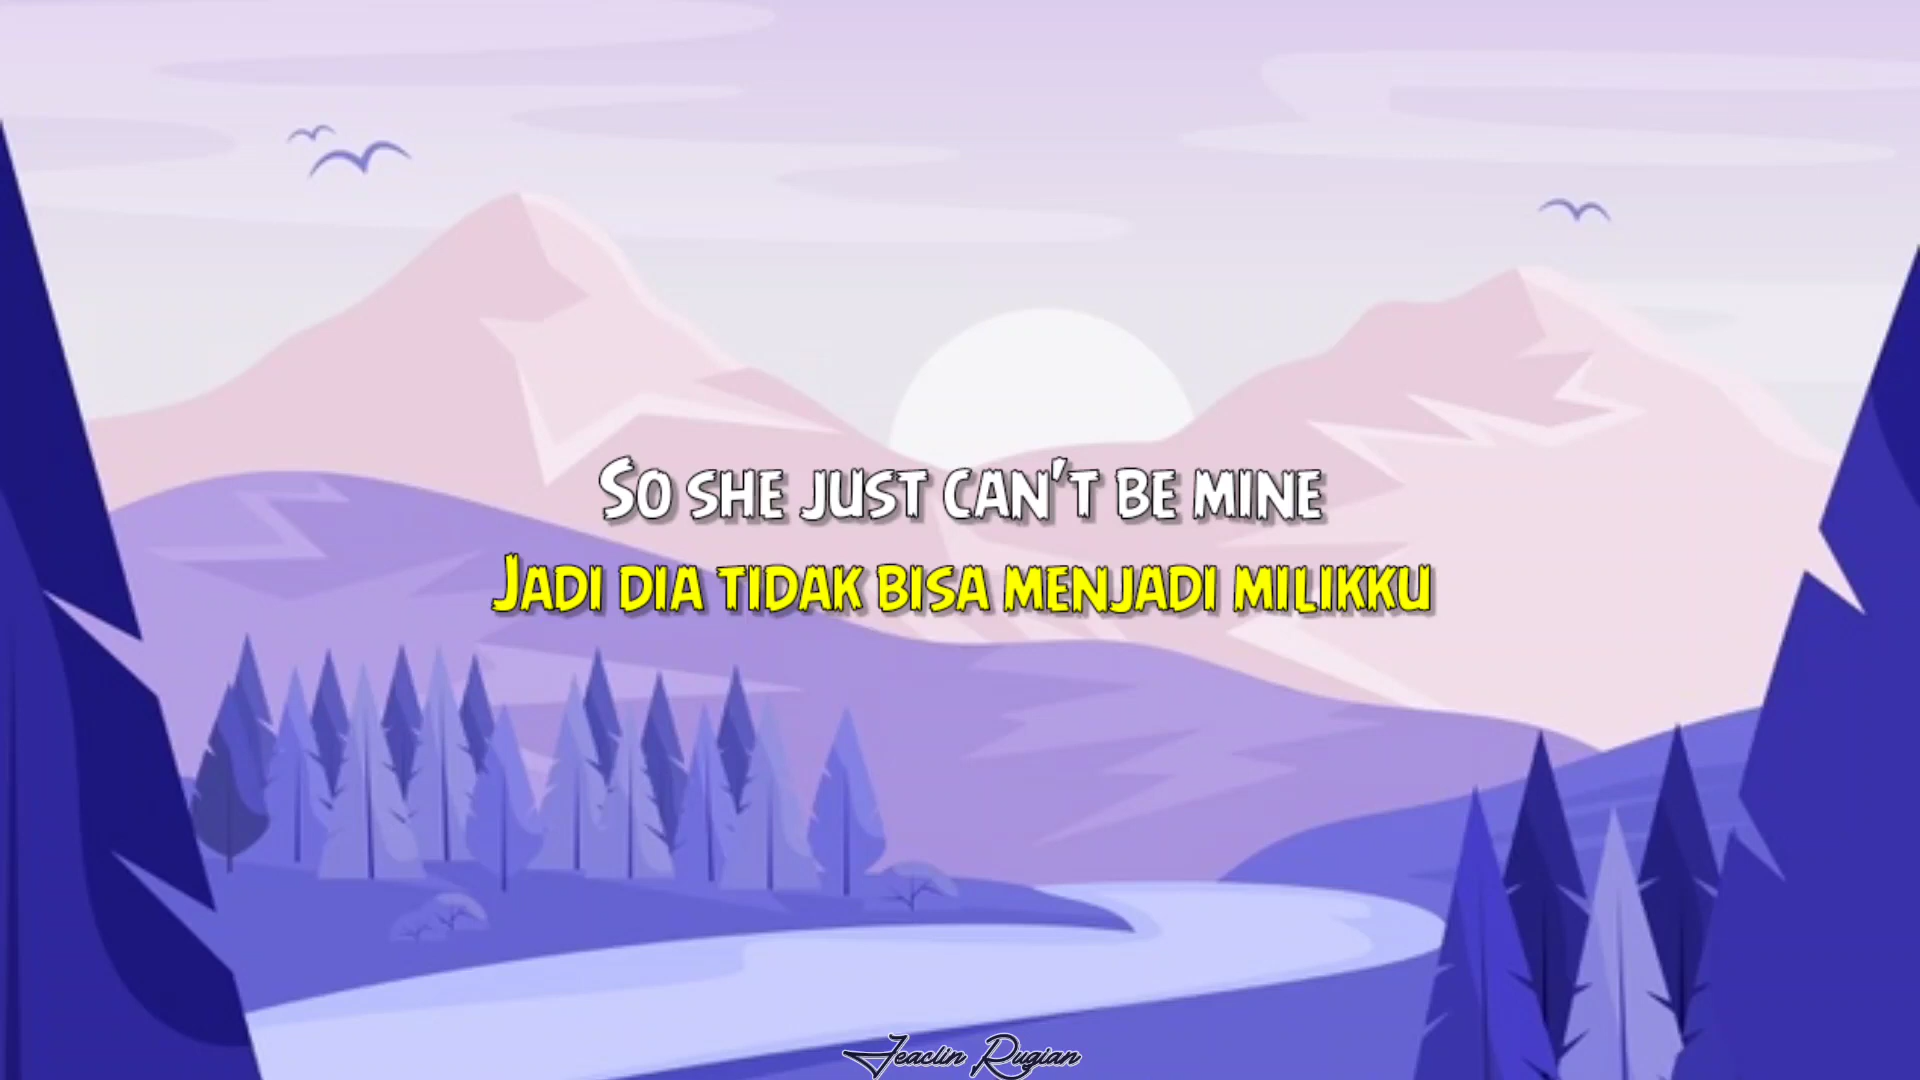 So she just can't be mine
Jadi dia tidak bisa menjadi milikku
Jeaclin Rugian